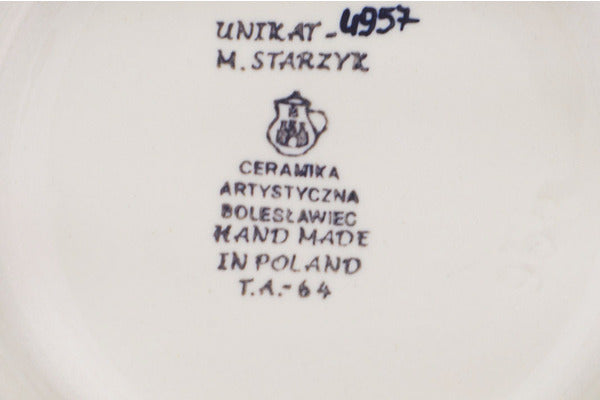 UNIKAT-4957
M. STARZYK
CERAMIKA
ARTYSTYCZNA
BOLESŁAWIEC
HAND MADE
IN POLAND
T.A.-64